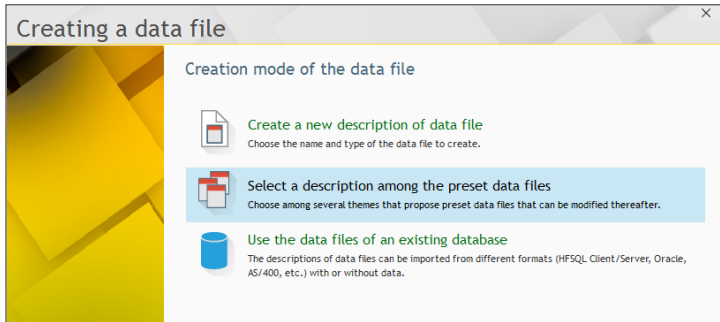 Creating a data file
Creation mode of the data file
Create a new description of data file
Choose the name and type of the data file to create.
Select a description among the preset data files
Choose among several themes that propose preset data files that can be modified thereafter.
Use the data files of an existing database
The descriptions of data files can be imported from different formats (HFSQL Client/Server, Oracle,
AS/400, etc.) with or without data.